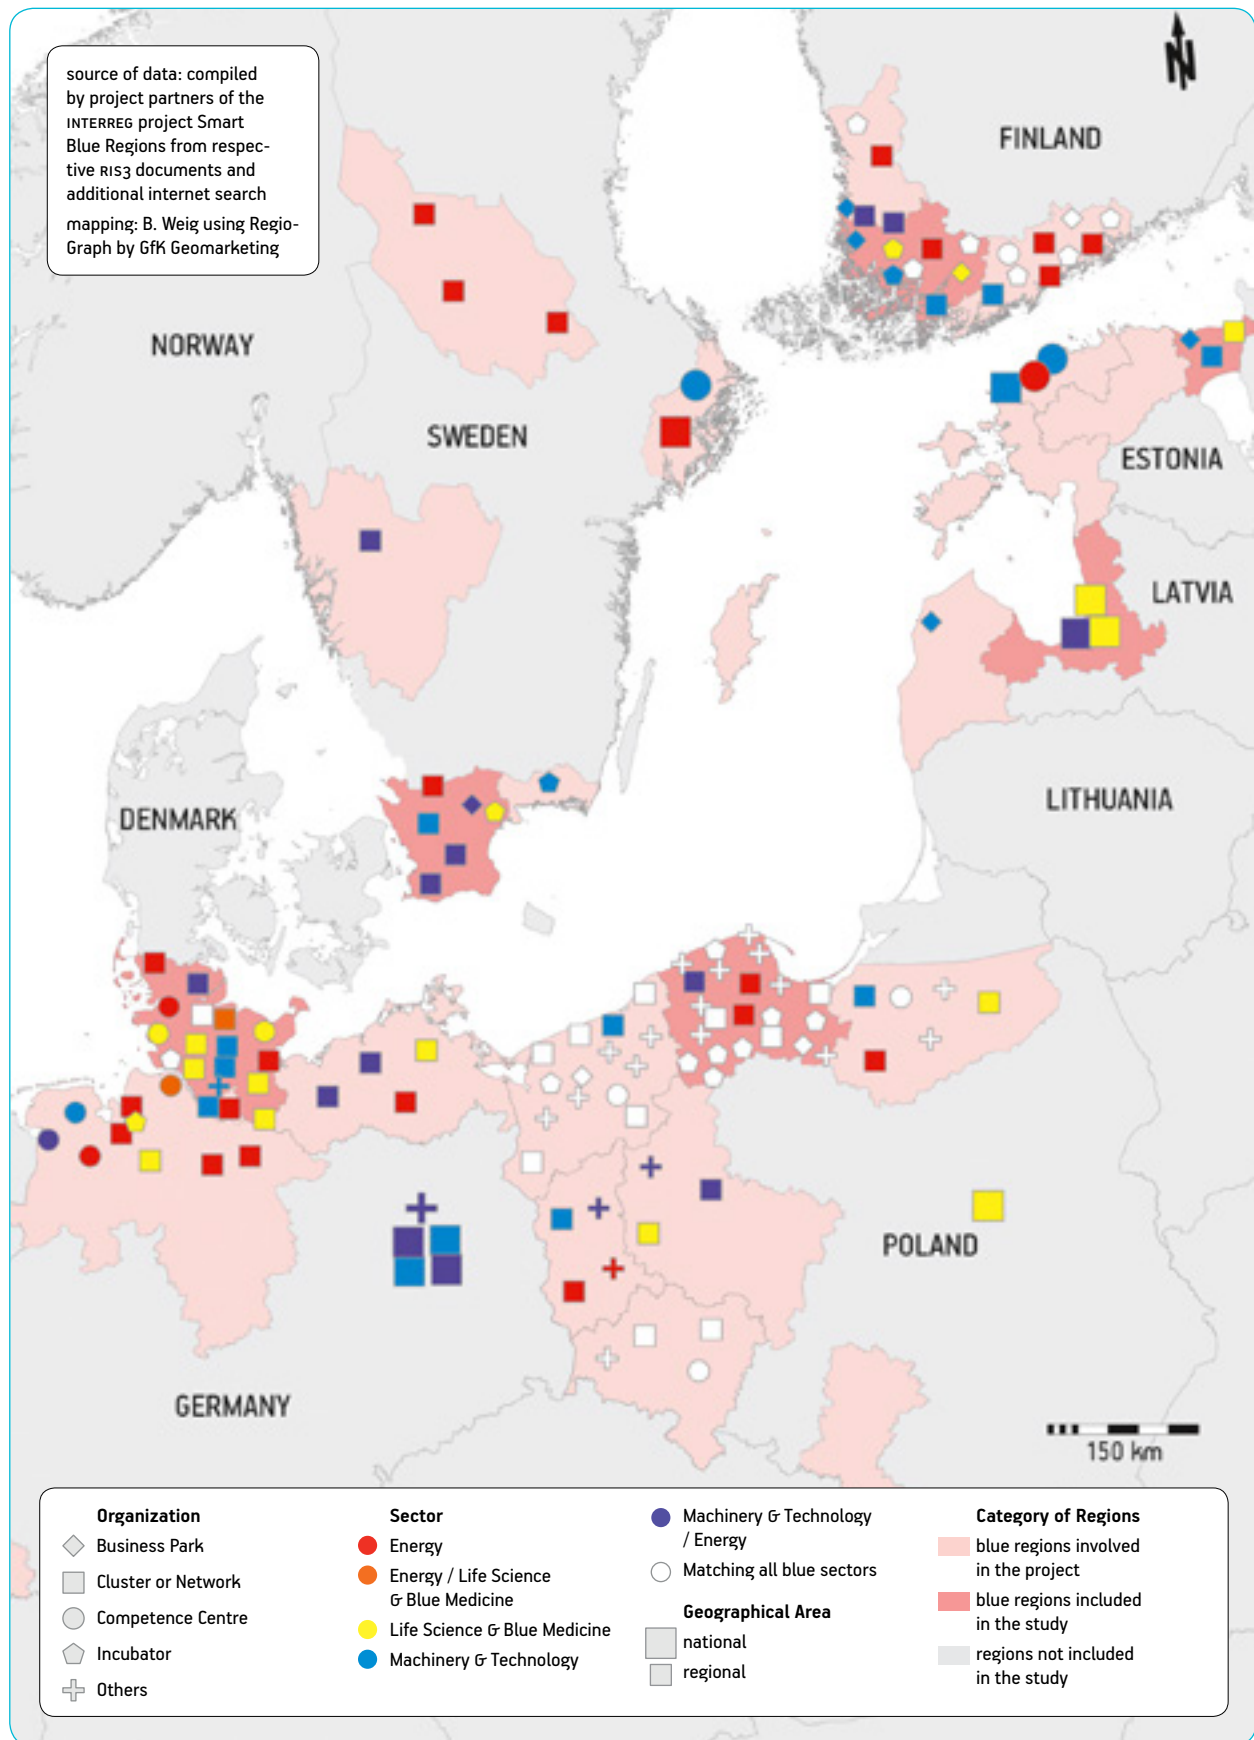 source of data: compiled
by project partners of the
INTERREG project Smart
Blue Regions from respec-
tive RIS3 documents and
additional internet search
mapping: B. Weig using Regio-
Graph by GfK Geomarketing
N
FINLAND
NORWAY
SWEDEN
ESTONIA
LATVIA
LITHUANIA
DENMARK
POLAND
GERMANY
150 km
Organization
Business Park
Cluster or Network
Competence Centre
Incubator
Others
Sector
Energy
Energy / Life Science
& Blue Medicine
Life Science & Blue Medicine
Machinery & Technology
Machinery & Technology
/ Energy
Matching all blue sectors
Geographical Area
national
regional
Category of Regions
blue regions involved
in the project
blue regions included
in the study
regions not included
in the study